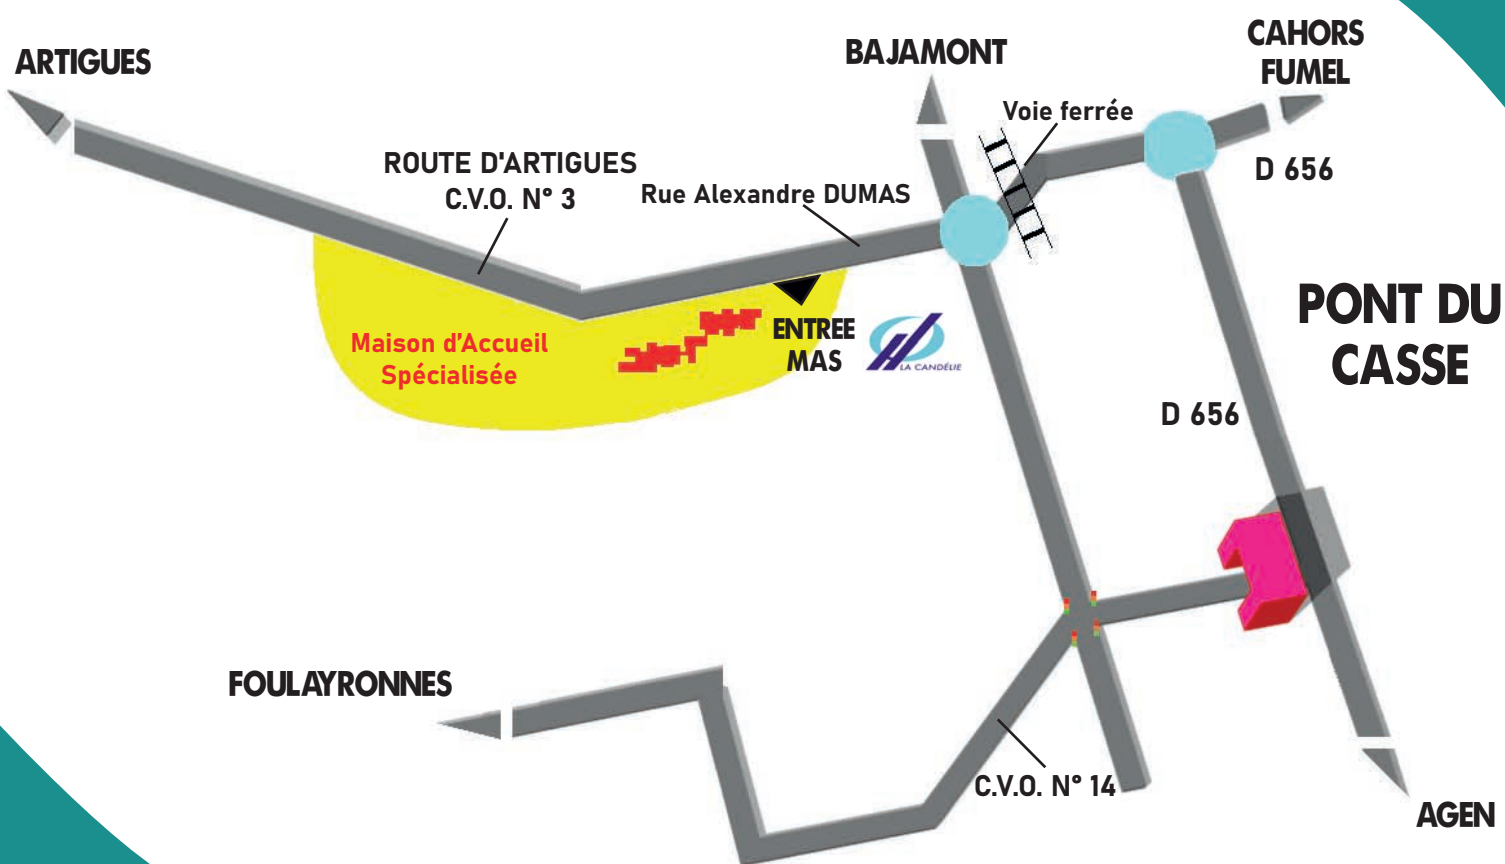 ARTIGUES
BAJAMONT
CAHORS
FUMEL
Voie ferrée
ROUTE D'ARTIGUES
C.V.O. N° 3
Rue Alexandre DUMAS
D 656
PONT DU
CASSE
Maison d'Accueil
Spécialisée
ENTREE
MAS
LA CANDÉLIE
D 656
FOULAYRONNES
C.V.O. N° 14
AGEN